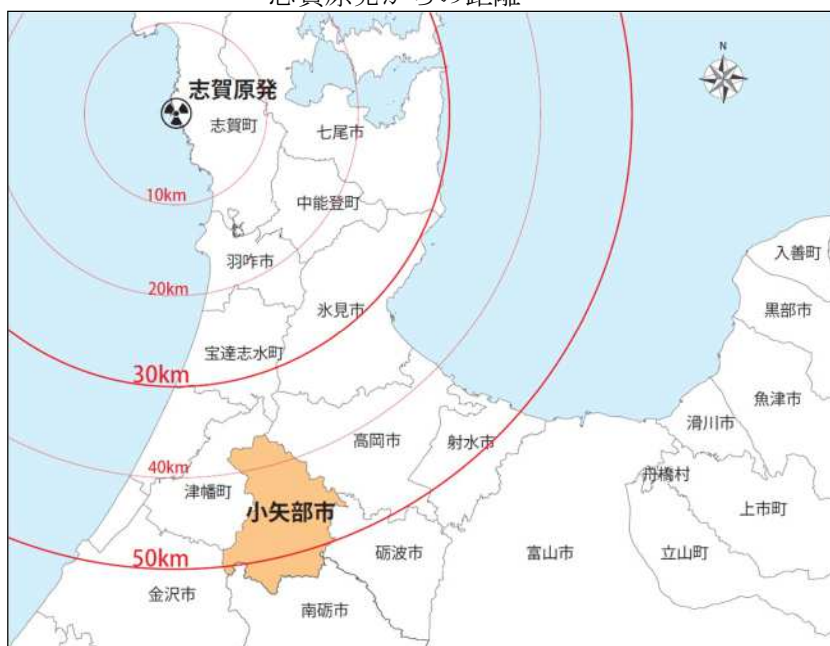 志賀原発からの距離
N
志賀原発
志賀町
七尾市
10km
中能登町
羽咋市
入善町
20km
氷見市
黒部市
宝達志水町
30km
魚津市
滑川市
高岡市
射水市
40km
舟橋村
津幡町
上市町
小矢部市
50km
砺波市
富山市
立山町
金沢市
南砺市